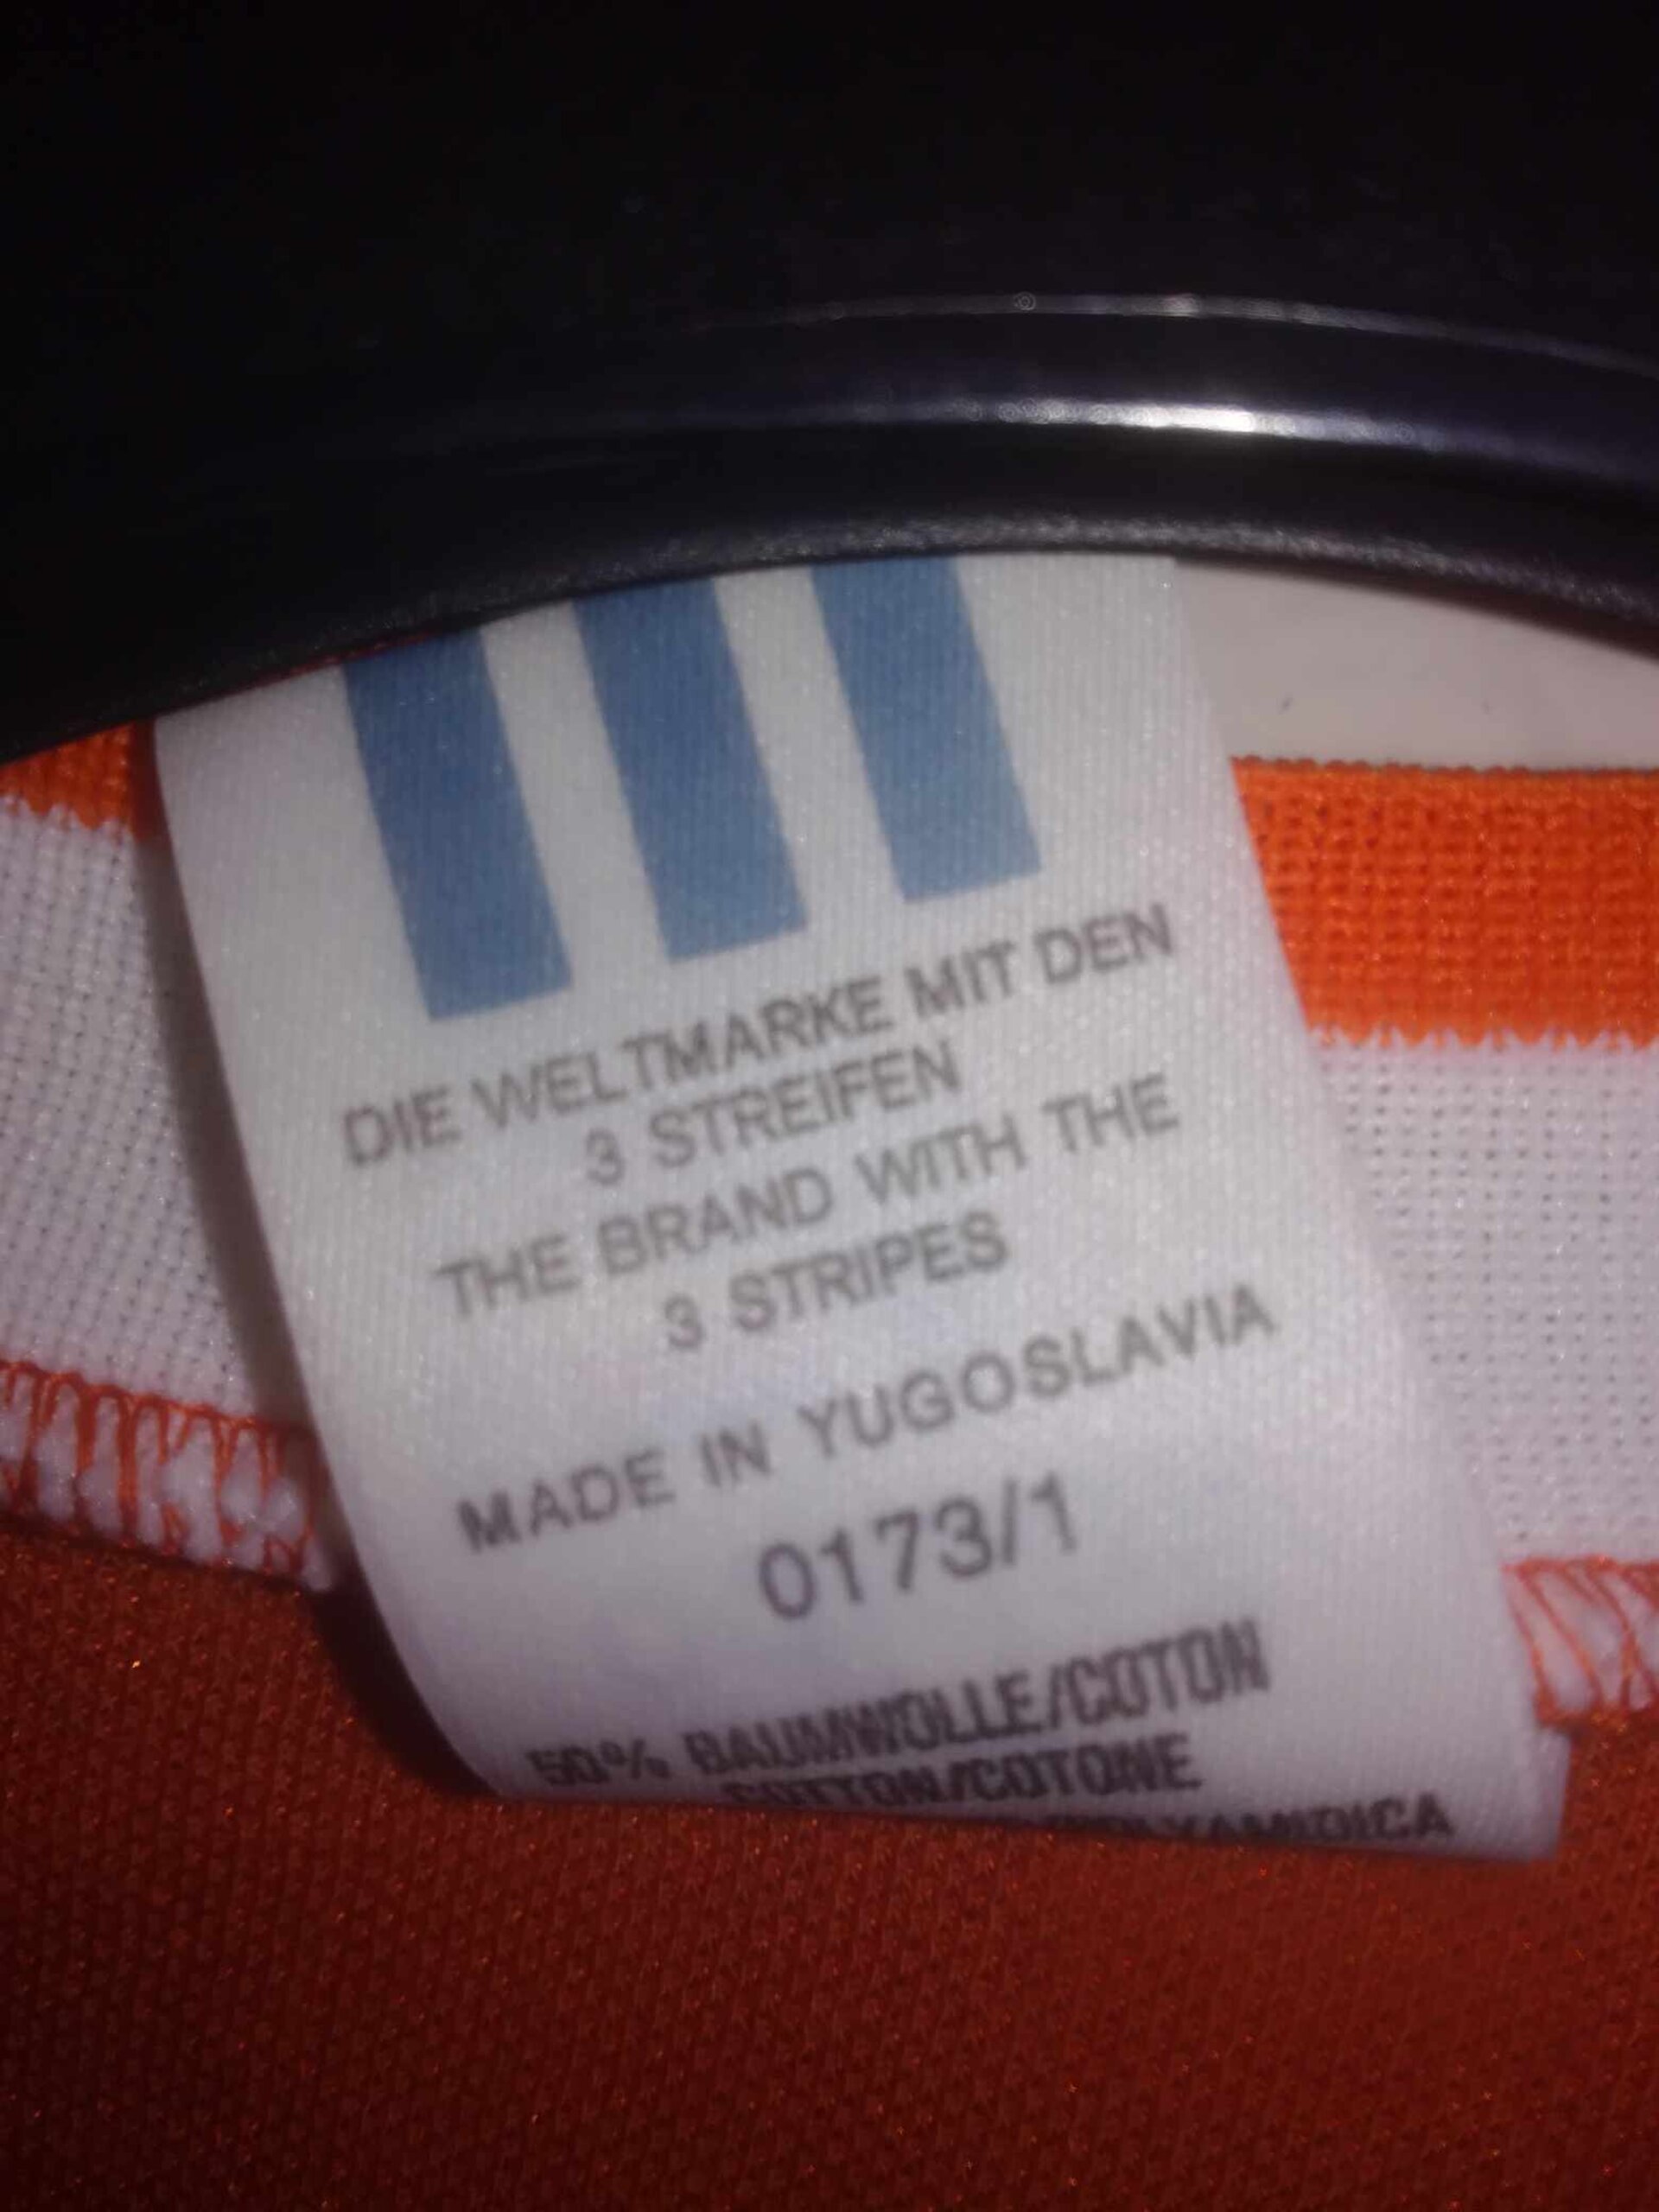 DIE WELTMARKE MIT DEN
3 STREIFEN
THE BRAND WITH THE
3 STRIPES
MADE IN YUGOSLAVIA
0173/1
50% BAUMWOLLE/COTON
COTTON/COTONE